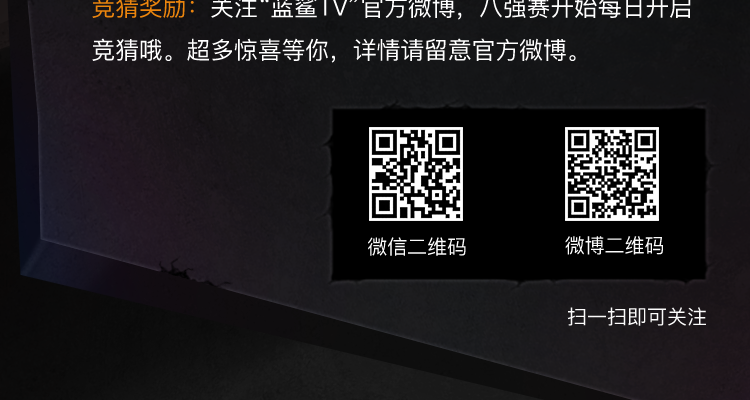 竞猜奖励：关注“蓝鲨TV”官方微博，八强赛开始每日开启
竞猜哦。超多惊喜等你，详情请留意官方微博。
微信二维码
微博二维码
扫一扫即可关注